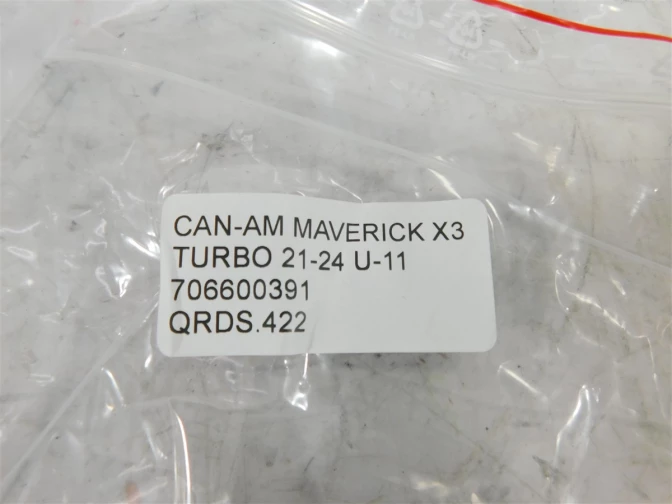 CAN-AM MAVERICK X3
TURBO 21-24 U-11
706600391
QRDS.422